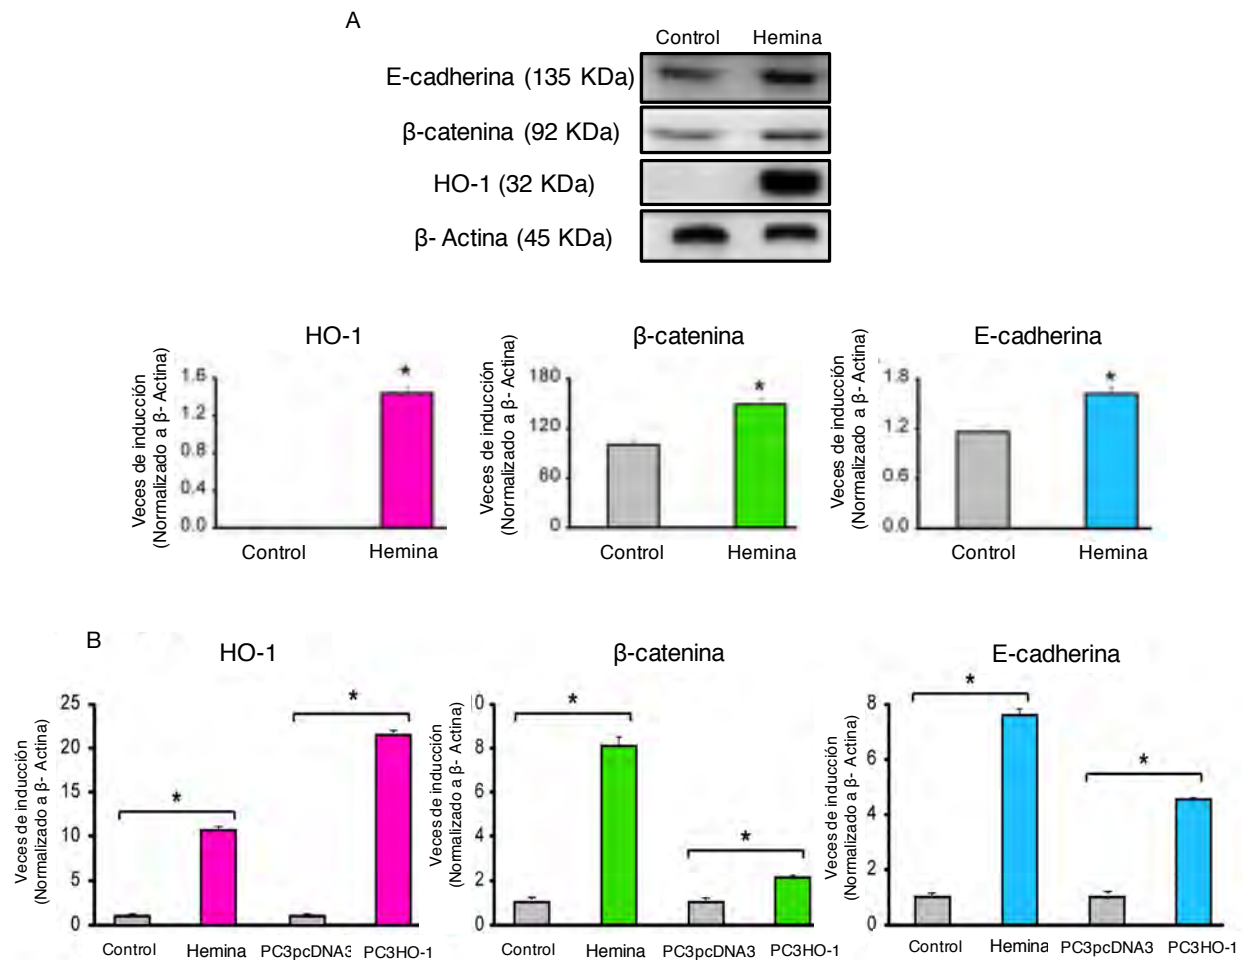 A
Control Hemina
E-cadherina (135 KDa)
β-catenina (92 KDa)
HO-1 (32 KDa)
β- Actina (45 KDa)
HO-1
Veces de inducción
(Normalizado a β- Actina)
1.6
1.2
0.8
0.4
0.0
*
Control Hemina
β-catenina
Veces de inducción
(Normalizado a β- Actina)
180
120
60
0
*
Control Hemina
E-cadherina
Veces de inducción
(Normalizado a β- Actina)
1.8
1.2
0.6
0.0
*
Control Hemina
B
HO-1
Veces de inducción
(Normalizado a β- Actina)
25
20
15
10
5
0
*
*
Control Hemina PC3pcDNA3 PC3HO-1
β-catenina
Veces de inducción
(Normalizado a β- Actina)
0
8
6
4
2
0
*
*
Control Hemina PC3pcDNA3 PC3HO-1
E-cadherina
Veces de inducción
(Normalizado a β- Actina)
8
6
4
2
0
*
*
Control Hemina PC3pcDNA3 PC3HO-1